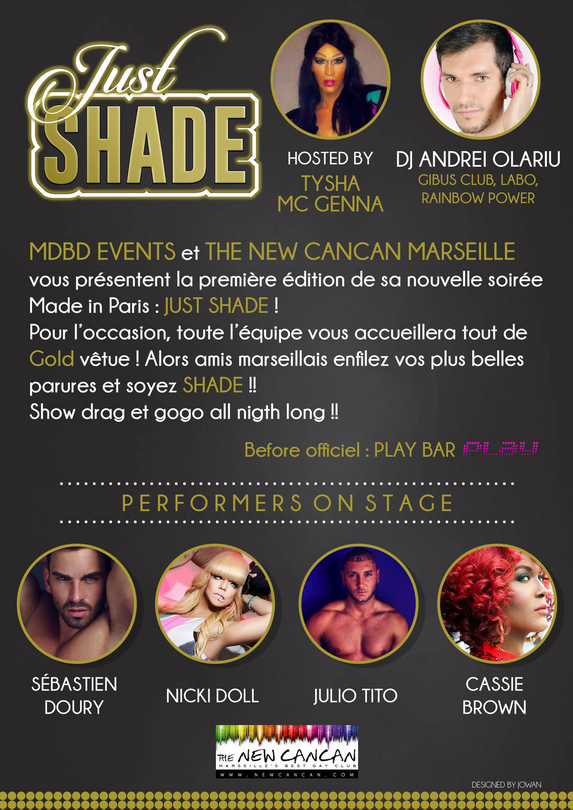 Just
SHADE
HOSTED BY
TYSHA
MC GENNA
DJ ANDREI OLARIU
GIBUS CLUB, LABO,
RAINBOW POWER
MDBD EVENTS et THE NEW CANCAN MARSEILLE
vous présentent la première édition de sa nouvelle soirée
Made in Paris : JUST SHADE !
Pour l'occasion, toute l'équipe vous accueillera tout de
Gold vêtue ! Alors amis marseillais enfilez vos plus belles
parures et soyez SHADE !!
Show drag et gogo all nigth long !!
Before officiel : PLAY BAR PLAY
PERFORMERS ON STAGE
SÉBASTIEN
DOURY
NICKI DOLL
JULIO TITO
CASSIE
BROWN
THE NEW CANCAN
MARSEILLE'S BEST GAY CLUB
WWW.NEWCANCAN.COM
DESIGNED BY JOWAN